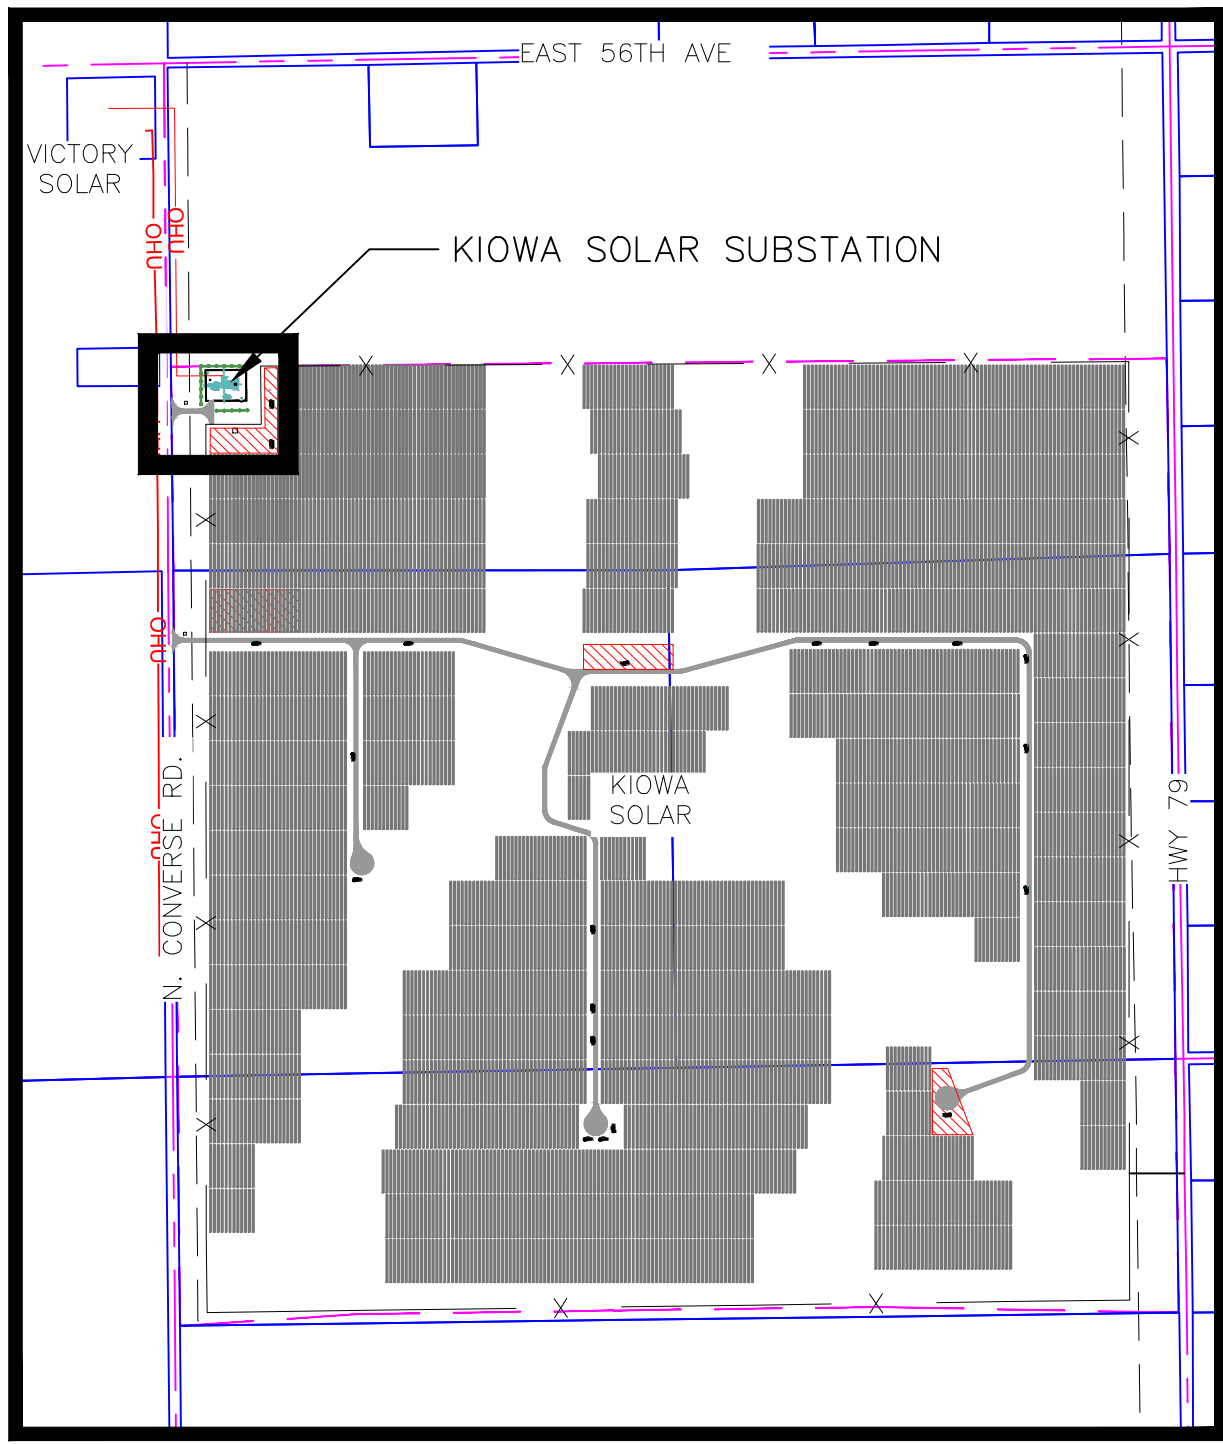 EAST 56TH AVE
VICTORY
SOLAR
OHU
OHU
KIOWA SOLAR SUBSTATION
OHU
KIOWA
SOLAR
N. CONVERSE RD.
OHU
HWY 79